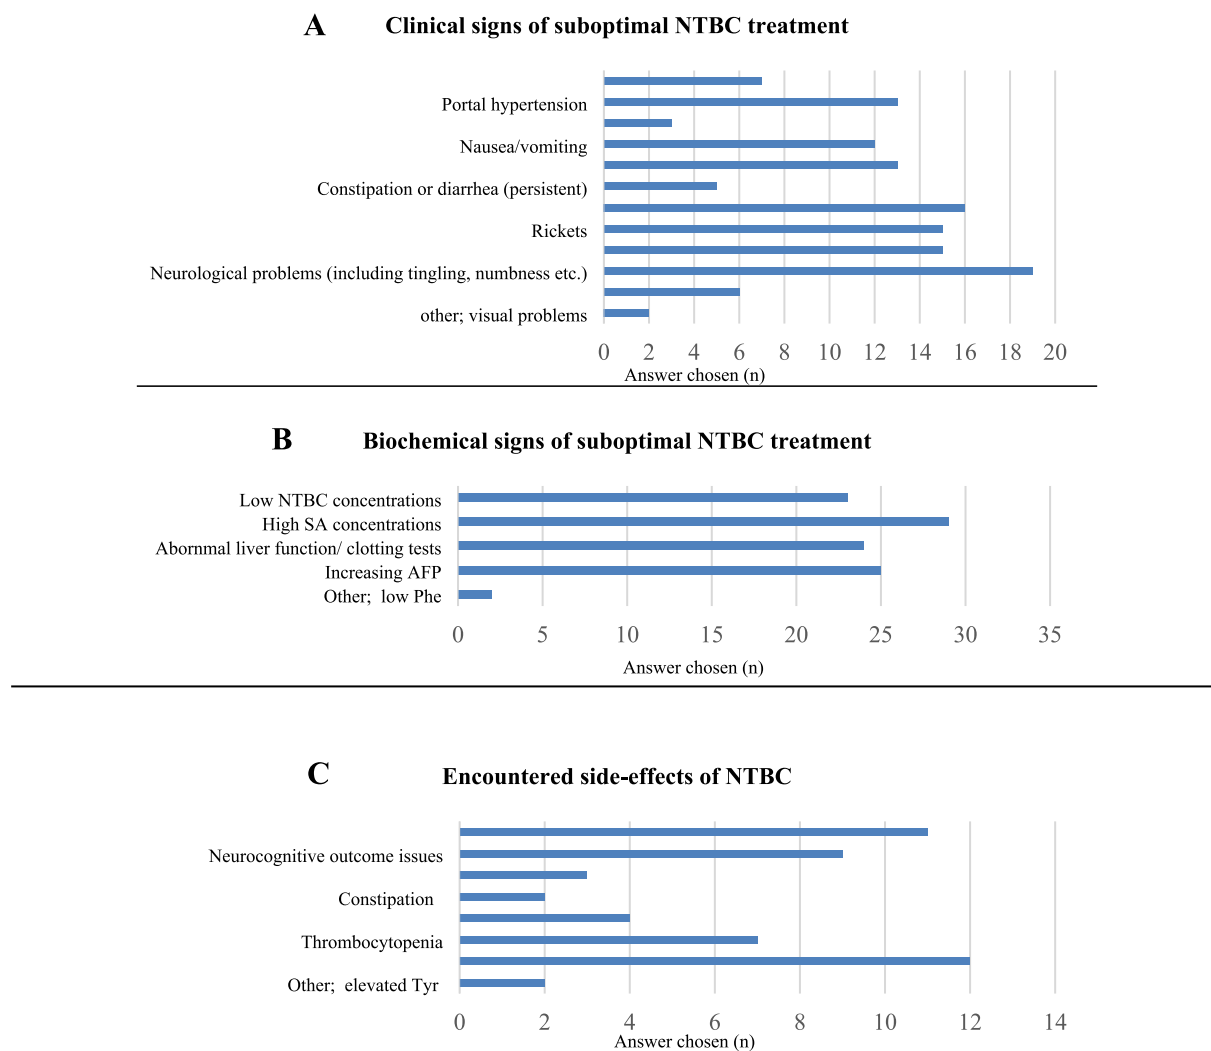 A
Clinical signs of suboptimal NTBC treatment
Portal hypertension
Nausea/vomiting
Constipation or diarrhea (persistent)
Rickets
Neurological problems (including tingling, numbness etc.)
other; visual problems
0 2 4 6 8 10 12 14 16 18 20
Answer chosen (n)
B
Biochemical signs of suboptimal NTBC treatment
Low NTBC concentrations
High SA concentrations
Abornmal liver function/ clotting tests
Increasing AFP
Other; low Phe
0 5 10 15 20 25 30 35
Answer chosen (n)
C
Encountered side-effects of NTBC
Neurocognitive outcome issues
Constipation
Thrombocytopenia
Other; elevated Tyr
0 2 4 6 8 10 12 14
Answer chosen (n)